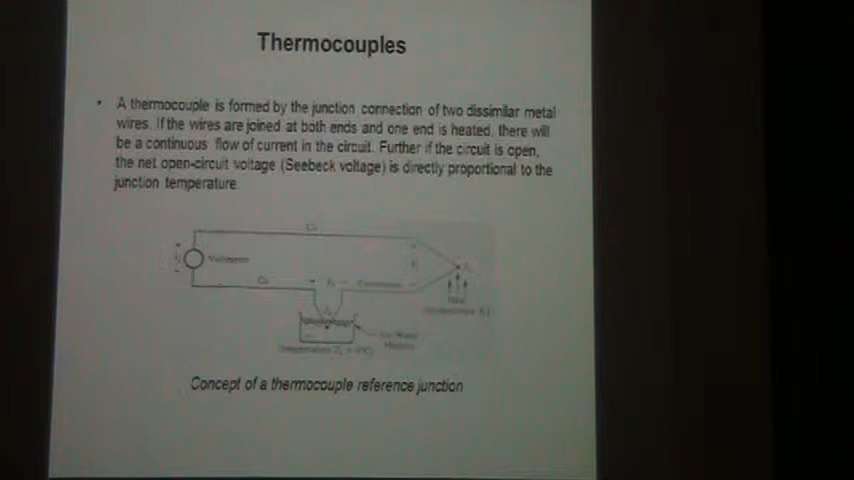 Thermocouples
• A thermocouple is formed by the junction connection of two dissimilar metal
wires. If the wires are joined at both ends and one end is heated, there will
be a continuous flow of current in the circuit. Further if the circuit is open,
the net open-circuit voltage (Seebeck voltage) is directly proportional to the
junction temperature.
Cu
Voltmeter
Cu
Concept of a thermocouple reference junction